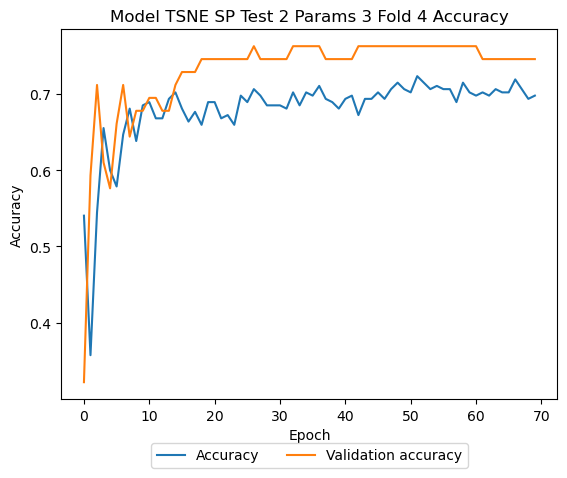 Model TSNE SP Test 2 Params 3 Fold 4 Accuracy
Accuracy
0.7
0.6
0.5
0.4
0 10 20 30 40 50 60 70
Epoch
Accuracy Validation accuracy